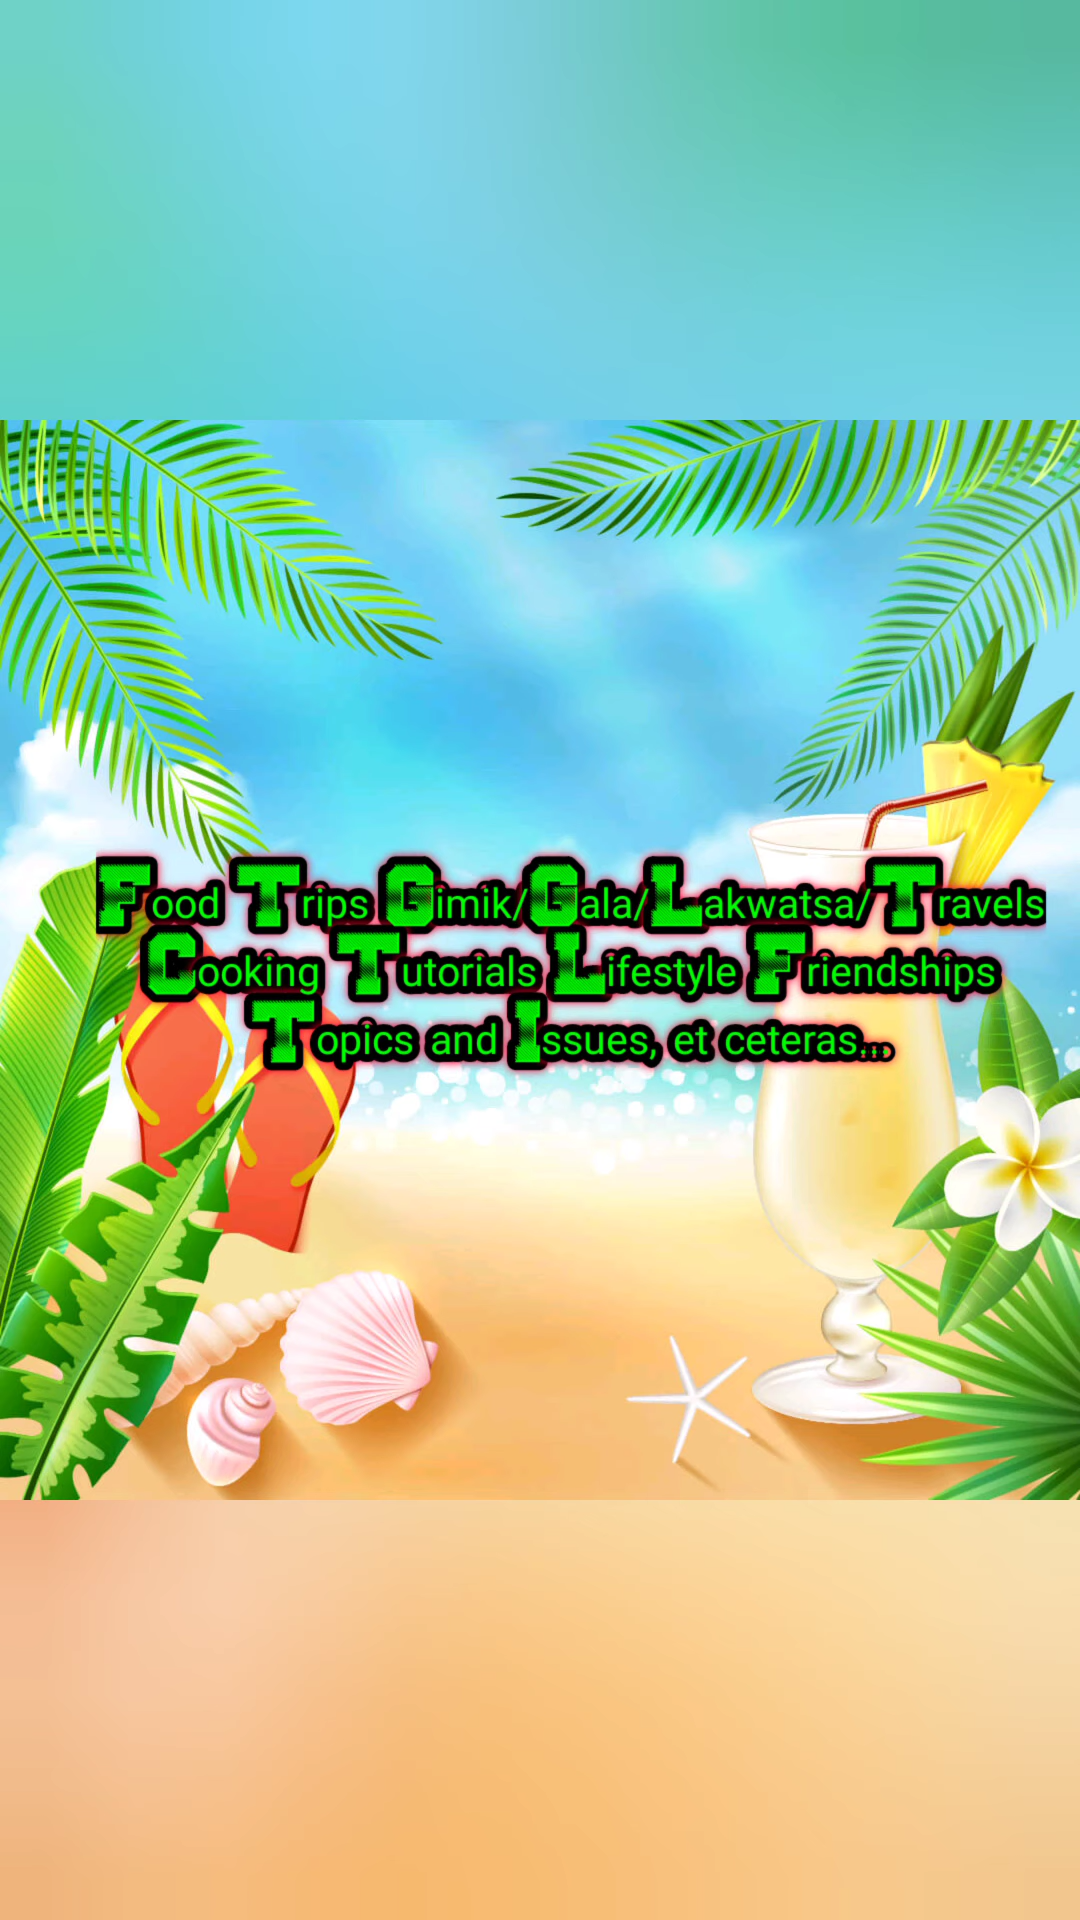 Food Trips Gimik/Gala/Lakwatsa/Travels
Cooking Tutorials Lifestyle Friendships
Topics and Issues, et ceteras...